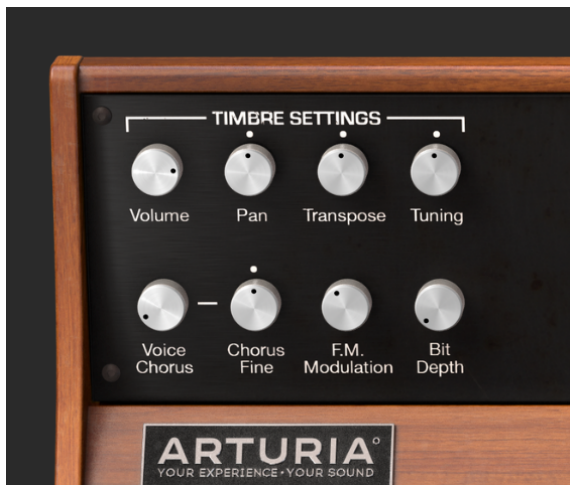 TIMBRE SETTINGS
Volume Pan Transpose Tuning
Voice Chorus
Chorus Fine
F.M. Modulation
Bit Depth
ARTURIA
YOUR EXPERIENCE • YOUR SOUND